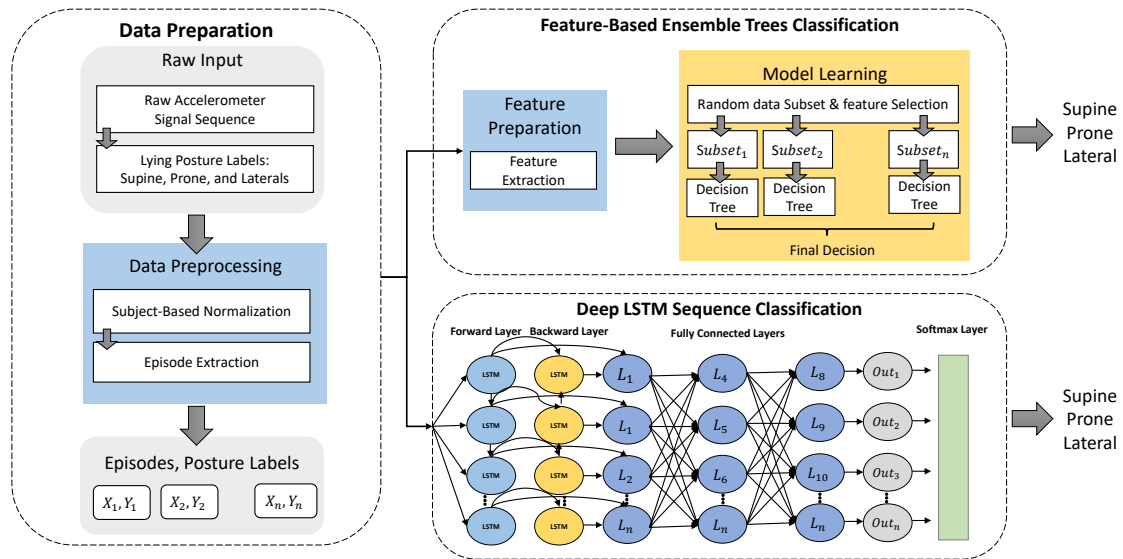 Data Preparation
Raw Input
Raw Accelerometer
Signal Sequence
Lying Posture Labels:
Supine, Prone, and Laterals
Data Preprocessing
Subject-Based Normalization
Episode Extraction
Episodes, Posture Labels
X₁,Y₁
X₂,Y₂
Xₙ,Yₙ
Feature-Based Ensemble Trees Classification
Feature
Preparation
Feature
Extraction
Model Learning
Random data Subset & feature Selection
Subset₁
Subset₂
Subsetₙ
Decision
Tree
Decision
Tree
Decision
Tree
Final Decision
Supine
Prone
Lateral
Deep LSTM Sequence Classification
Forward Layer
Backward Layer
Fully Connected Layers
Softmax Layer
LSTM
LSTM
L₁
L₄
L₈
Out₁
LSTM
LSTM
L₁
L₅
L₉
Out₂
LSTM
LSTM
L₂
L₆
L₁₀
Out₃
LSTM
LSTM
Lₙ
Lₙ
Lₙ
Outₙ
Supine
Prone
Lateral